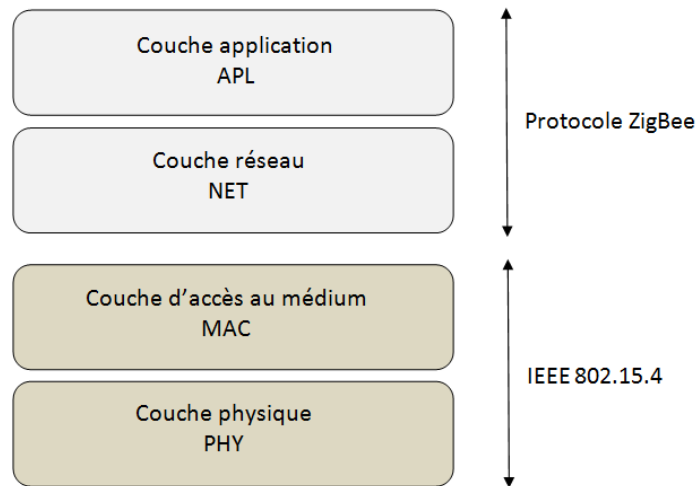 Couche application
APL
Protocole ZigBee
Couche réseau
NET
Couche d'accès au médium
MAC
IEEE 802.15.4
Couche physique
PHY